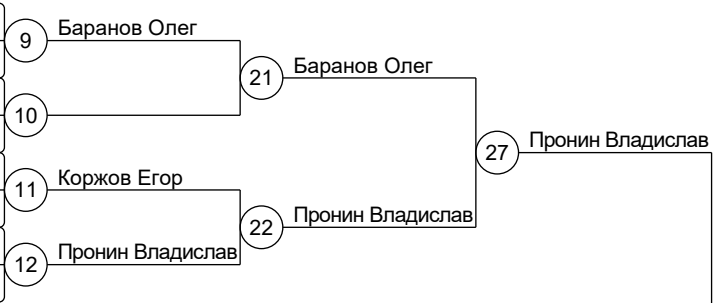 9 Баранов Олег
21 Баранов Олег
10
27 Пронин Владислав
11 Коржов Егор
22 Пронин Владислав
12 Пронин Владислав